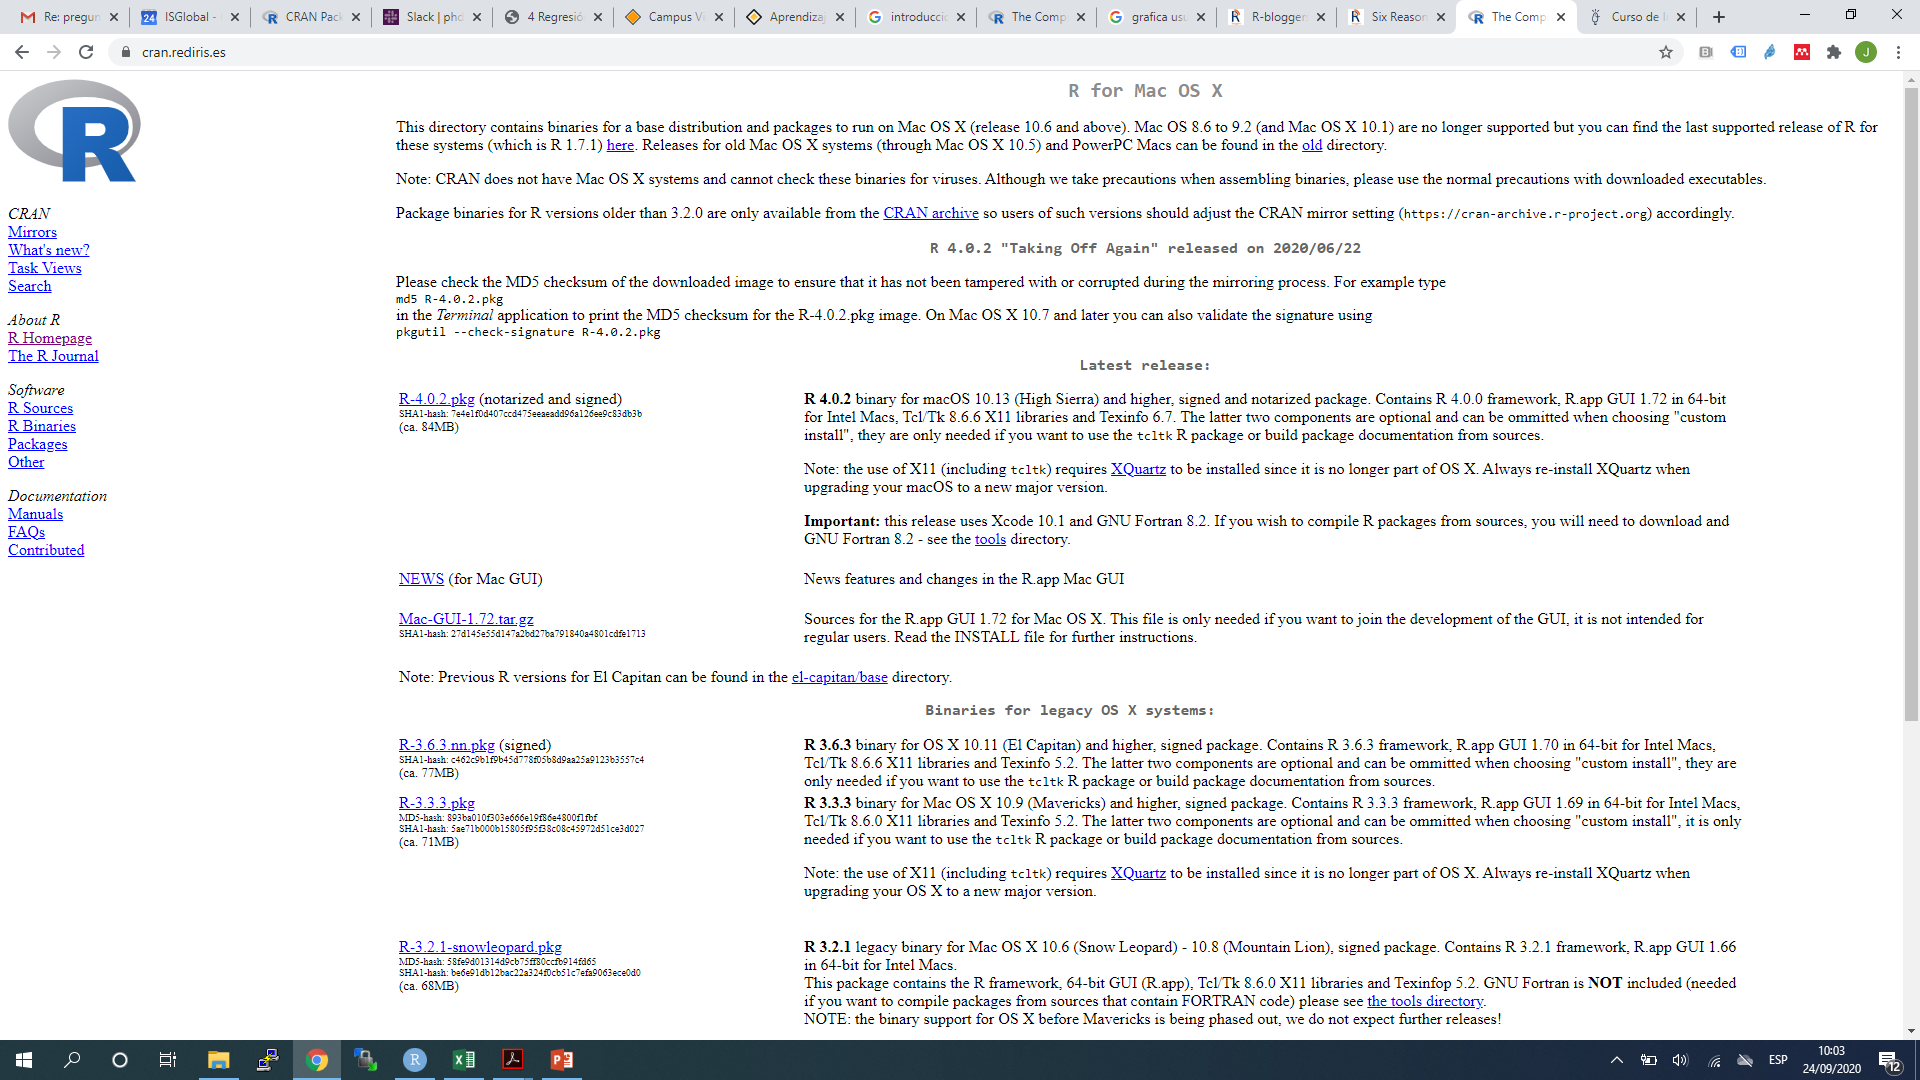 Re: pregun
24
ISGlobal -
CRAN Pack
Slack | phd
4 Regresió
Campus Vi
Aprendizaj
introducció
The Comp
grafica usu
R-blogger
Six Reason
The Comp
Curso de I
cran.rediris.es
J
R
R for Mac OS X
This directory contains binaries for a base distribution and packages to run on Mac OS X (release 10.6 and above). Mac OS 8.6 to 9.2 (and Mac OS X 10.1) are no longer supported but you can find the last supported release of R for
these systems (which is R 1.7.1) here. Releases for old Mac OS X systems (through Mac OS X 10.5) and PowerPC Macs can be found in the old directory.
Note: CRAN does not have Mac OS X systems and cannot check these binaries for viruses. Although we take precautions when assembling binaries, please use the normal precautions with downloaded executables.
Package binaries for R versions older than 3.2.0 are only available from the CRAN archive so users of such versions should adjust the CRAN mirror setting (https://cran-archive.r-project.org) accordingly.
CRAN
Mirrors
What's new?
Task Views
Search
About R
R Homepage
The R Journal
Software
R Sources
R Binaries
Packages
Other
Documentation
Manuals
FAQs
Contributed
R 4.0.2 "Taking Off Again" released on 2020/06/22
Please check the MD5 checksum of the downloaded image to ensure that it has not been tampered with or corrupted during the mirroring process. For example type
md5 R-4.0.2.pkg
in the Terminal application to print the MD5 checksum for the R-4.0.2.pkg image. On Mac OS X 10.7 and later you can also validate the signature using
pkgutil --check-signature R-4.0.2.pkg
Latest release:
R-4.0.2.pkg (notarized and signed)
SHA1-hash: 7e4e1f0d407ccd475eeaeadd96a126ee9c83db3b
(ca. 84MB)
R 4.0.2 binary for macOS 10.13 (High Sierra) and higher, signed and notarized package. Contains R 4.0.0 framework, R.app GUI 1.72 in 64-bit
for Intel Macs, Tcl/Tk 8.6.6 X11 libraries and Texinfo 6.7. The latter two components are optional and can be ommitted when choosing "custom
install", they are only needed if you want to use the tcltk R package or build package documentation from sources.
Note: the use of X11 (including tcltk) requires XQuartz to be installed since it is no longer part of OS X. Always re-install XQuartz when
upgrading your macOS to a new major version.
Important: this release uses Xcode 10.1 and GNU Fortran 8.2. If you wish to compile R packages from sources, you will need to download and
GNU Fortran 8.2 - see the tools directory.
NEWS (for Mac GUI)
News features and changes in the R.app Mac GUI
Mac-GUI-1.72.tar.gz
SHA1-hash: 27d145e55d147a2bd27ba791840a4801cdfe1713
Sources for the R.app GUI 1.72 for Mac OS X. This file is only needed if you want to join the development of the GUI, it is not intended for
regular users. Read the INSTALL file for further instructions.
Note: Previous R versions for El Capitan can be found in the el-capitan/base directory.
Binaries for legacy OS X systems:
R-3.6.3.nn.pkg (signed)
SHA1-hash: c462c9b1f9b45d778f05b8d9aa25a9123b3557c4
(ca. 77MB)
R 3.6.3 binary for OS X 10.11 (El Capitan) and higher, signed package. Contains R 3.6.3 framework, R.app GUI 1.70 in 64-bit for Intel Macs,
Tcl/Tk 8.6.6 X11 libraries and Texinfo 5.2. The latter two components are optional and can be ommitted when choosing "custom install", they are
only needed if you want to use the tcltk R package or build package documentation from sources.
R-3.3.3.pkg
MD5-hash: 893ba010f303e666e19f86e4800f1fbf
SHA1-hash: 5ae71b000b15805f95f38c08c45972d51ce3d027
(ca. 71MB)
R 3.3.3 binary for Mac OS X 10.9 (Mavericks) and higher, signed package. Contains R 3.3.3 framework, R.app GUI 1.69 in 64-bit for Intel Macs,
Tcl/Tk 8.6.0 X11 libraries and Texinfo 5.2. The latter two components are optional and can be ommitted when choosing "custom install", it is only
needed if you want to use the tcltk R package or build package documentation from sources.
Note: the use of X11 (including tcltk) requires XQuartz to be installed since it is no longer part of OS X. Always re-install XQuartz when
upgrading your OS X to a new major version.
R-3.2.1-snowleopard.pkg
MD5-hash: 58fe9d01314d9cb75ff80ccfb914fd65
SHA1-hash: be6e91db12bac22a324f0cb51c7efa9063ece0d0
(ca. 68MB)
R 3.2.1 legacy binary for Mac OS X 10.6 (Snow Leopard) - 10.8 (Mountain Lion), signed package. Contains R 3.2.1 framework, R.app GUI 1.66
in 64-bit for Intel Macs.
This package contains the R framework, 64-bit GUI (R.app), Tcl/Tk 8.6.0 X11 libraries and Texinfop 5.2. GNU Fortran is NOT included (needed
if you want to compile packages from sources that contain FORTRAN code) please see the tools directory.
NOTE: the binary support for OS X before Mavericks is being phased out, we do not expect further releases!
ESP
10:03
24/09/2020
12